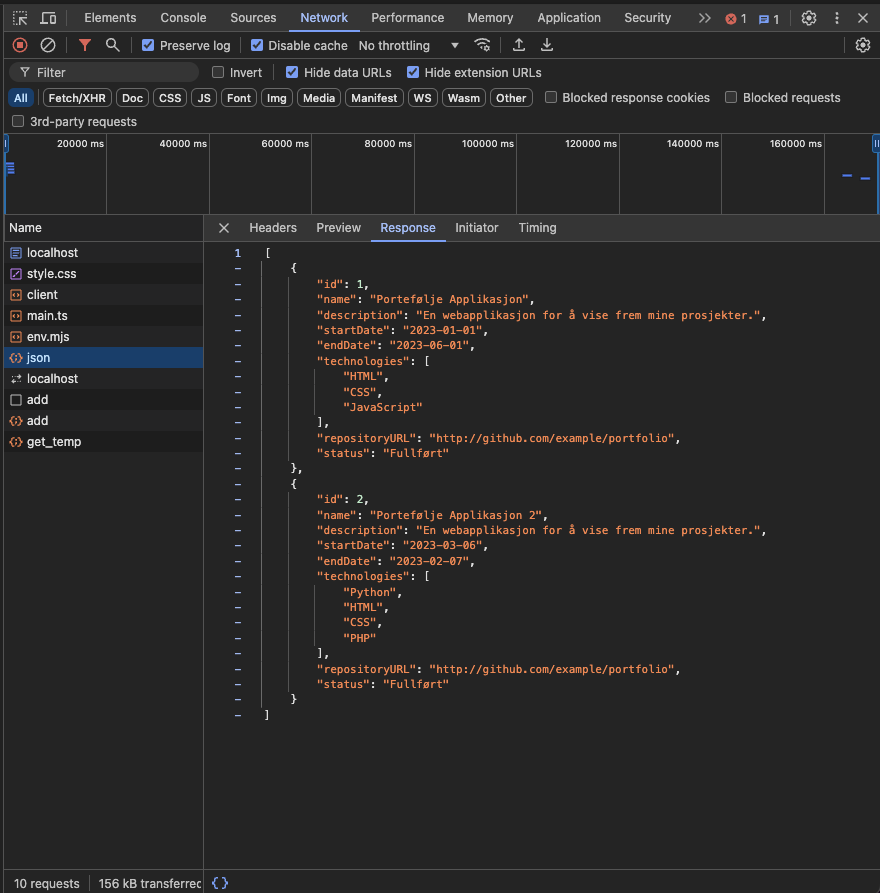 Elements Console Sources Network Performance Memory Application Security 1 1
Preserve log Disable cache No throttling
Filter Invert Hide data URLs Hide extension URLs
All Fetch/XHR Doc CSS JS Font Img Media Manifest WS Wasm Other Blocked response cookies Blocked requests
3rd-party requests
20000 ms 40000 ms 60000 ms 80000 ms 100000 ms 120000 ms 140000 ms 160000 ms
Name
localhost
style.css
client
main.ts
env.mjs
json
localhost
add
add
get_temp
Headers Preview Response Initiator Timing
1 [
- {
- "id": 1,
- "name": "Portefølje Applikasjon",
- "description": "En webapplikasjon for å vise frem mine prosjekter.",
- "startDate": "2023-01-01",
- "endDate": "2023-06-01",
- "technologies": [
- "HTML",
- "CSS",
- "JavaScript"
- ],
- "repositoryURL": "http://github.com/example/portfolio",
- "status": "Fullført"
- },
- {
- "id": 2,
- "name": "Portefølje Applikasjon 2",
- "description": "En webapplikasjon for å vise frem mine prosjekter.",
- "startDate": "2023-03-06",
- "endDate": "2023-02-07",
- "technologies": [
- "Python",
- "HTML",
- "CSS",
- "PHP"
- ],
- "repositoryURL": "http://github.com/example/portfolio",
- "status": "Fullført"
- }
- ]
10 requests 156 kB transferred {}